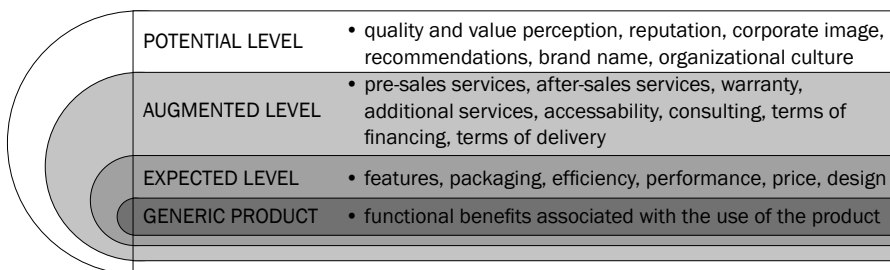 POTENTIAL LEVEL
• quality and value perception, reputation, corporate image,
recommendations, brand name, organizational culture
AUGMENTED LEVEL
• pre-sales services, after-sales services, warranty,
additional services, accessability, consulting, terms of
financing, terms of delivery
EXPECTED LEVEL
• features, packaging, efficiency, performance, price, design
GENERIC PRODUCT
• functional benefits associated with the use of the product